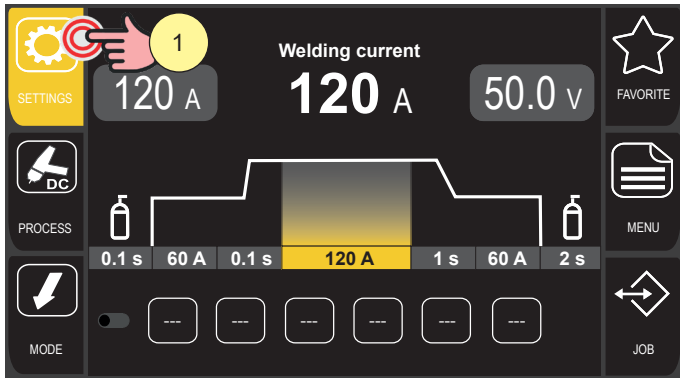 SETTINGS
1
Welding current
120 A
120 A
50.0 V
FAVORITE
DC
PROCESS
MENU
0.1 s
60 A
0.1 s
120 A
1 s
60 A
2 s
MODE
---
---
---
---
---
---
JOB